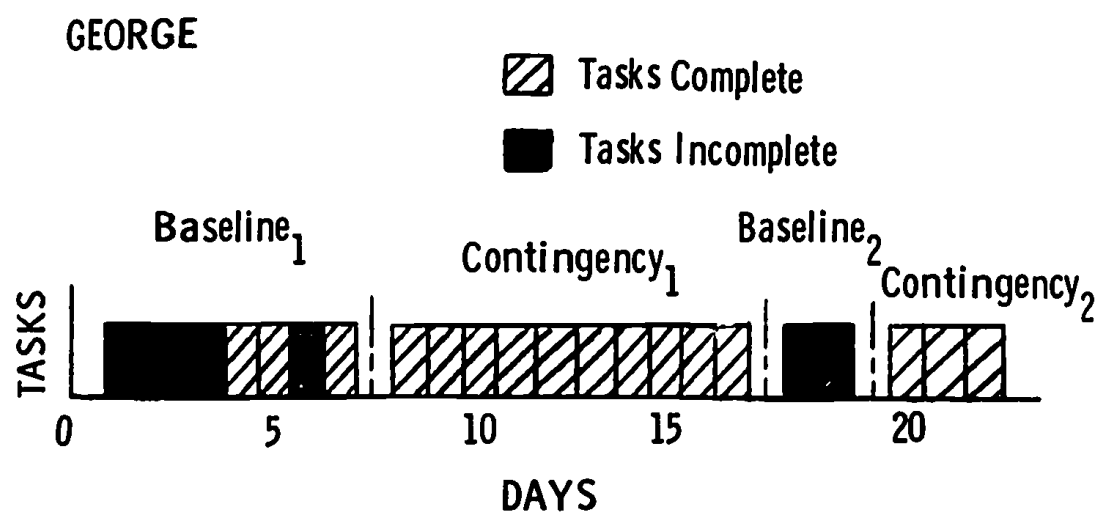 GEORGE
Tasks Complete
Tasks Incomplete
Baseline₁
Contingency₁
Baseline₂
Contingency₂
TASKS
0 5 10 15 20
DAYS